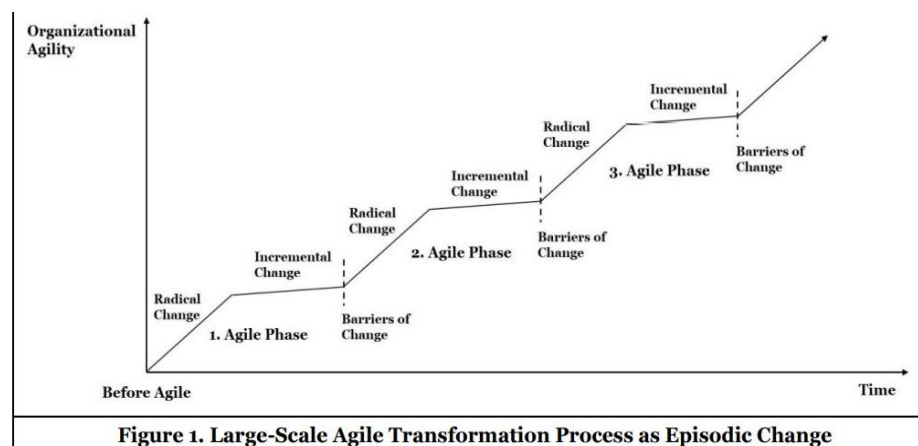 Organizational
Agility
Incremental
Change
Radical
Change
Barriers of
Change
3. Agile Phase
Incremental
Change
Radical
Change
Barriers of
Change
2. Agile Phase
Incremental
Change
Radical
Change
Barriers of
Change
1. Agile Phase
Before Agile
Time
Figure 1. Large-Scale Agile Transformation Process as Episodic Change